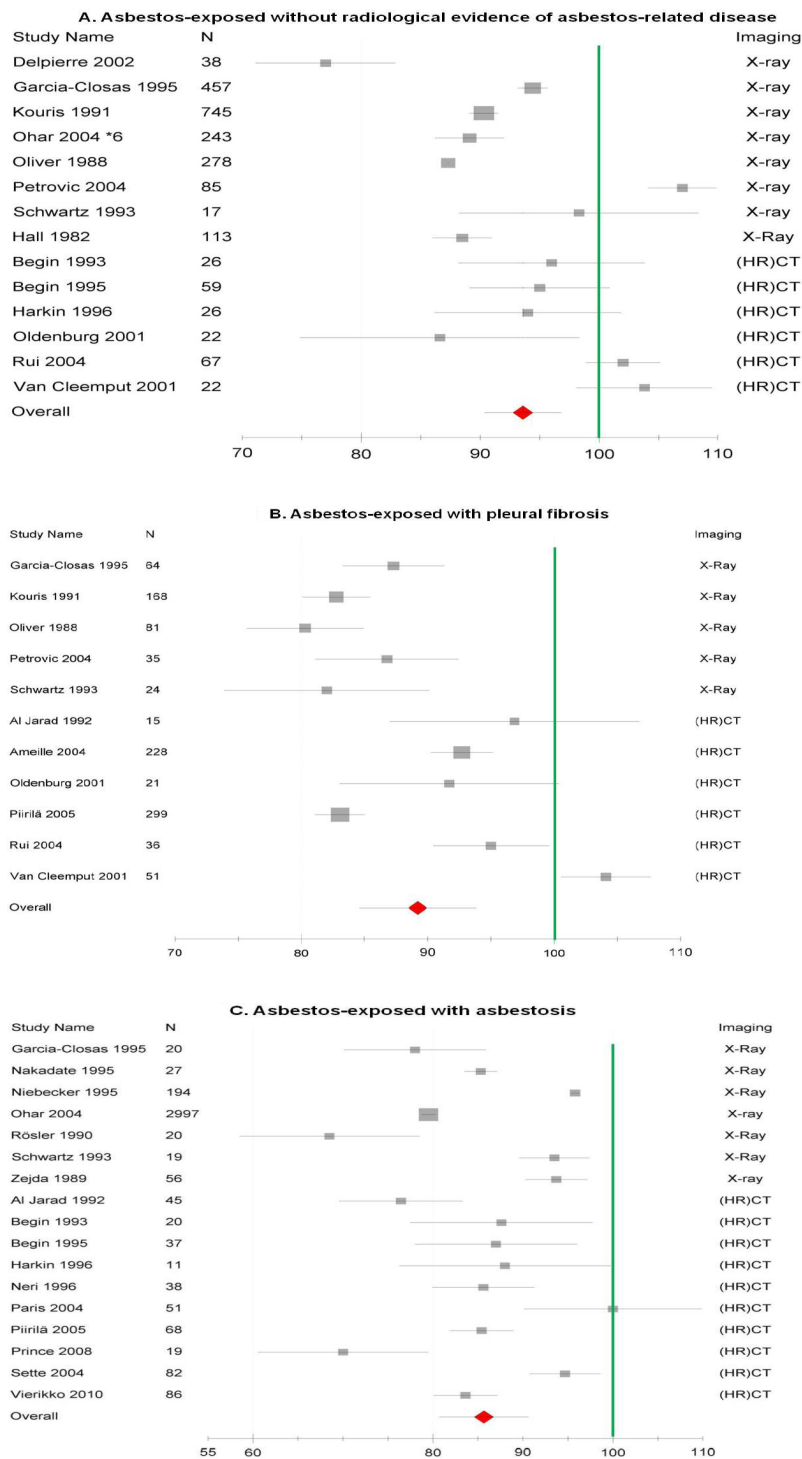 A. Asbestos-exposed without radiological evidence of asbestos-related disease
Study Name N Imaging
Delpierre 2002 38 X-ray
Garcia-Closas 1995 457 X-ray
Kouris 1991 745 X-ray
Ohar 2004 *6 243 X-ray
Oliver 1988 278 X-ray
Petrovic 2004 85 X-ray
Schwartz 1993 17 X-ray
Hall 1982 113 X-Ray
Begin 1993 26 (HR)CT
Begin 1995 59 (HR)CT
Harkin 1996 26 (HR)CT
Oldenburg 2001 22 (HR)CT
Rui 2004 67 (HR)CT
Van Cleemput 2001 22 (HR)CT
Overall
70 80 90 100 110
B. Asbestos-exposed with pleural fibrosis
Study Name N Imaging
Garcia-Closas 1995 64 X-Ray
Kouris 1991 168 X-Ray
Oliver 1988 81 X-Ray
Petrovic 2004 35 X-Ray
Schwartz 1993 24 X-Ray
Al Jarad 1992 15 (HR)CT
Ameille 2004 228 (HR)CT
Oldenburg 2001 21 (HR)CT
Piirilä 2005 299 (HR)CT
Rui 2004 36 (HR)CT
Van Cleemput 2001 51 (HR)CT
Overall
70 80 90 100 110
C. Asbestos-exposed with asbestosis
Study Name N Imaging
Garcia-Closas 1995 20 X-Ray
Nakadate 1995 27 X-Ray
Niebecker 1995 194 X-Ray
Ohar 2004 2997 X-ray
Rösler 1990 20 X-Ray
Schwartz 1993 19 X-Ray
Zejda 1989 56 X-ray
Al Jarad 1992 45 (HR)CT
Begin 1993 20 (HR)CT
Begin 1995 37 (HR)CT
Harkin 1996 11 (HR)CT
Neri 1996 38 (HR)CT
Paris 2004 51 (HR)CT
Piirilä 2005 68 (HR)CT
Prince 2008 19 (HR)CT
Sette 2004 82 (HR)CT
Vierikko 2010 86 (HR)CT
Overall
55 60 80 90 100 110